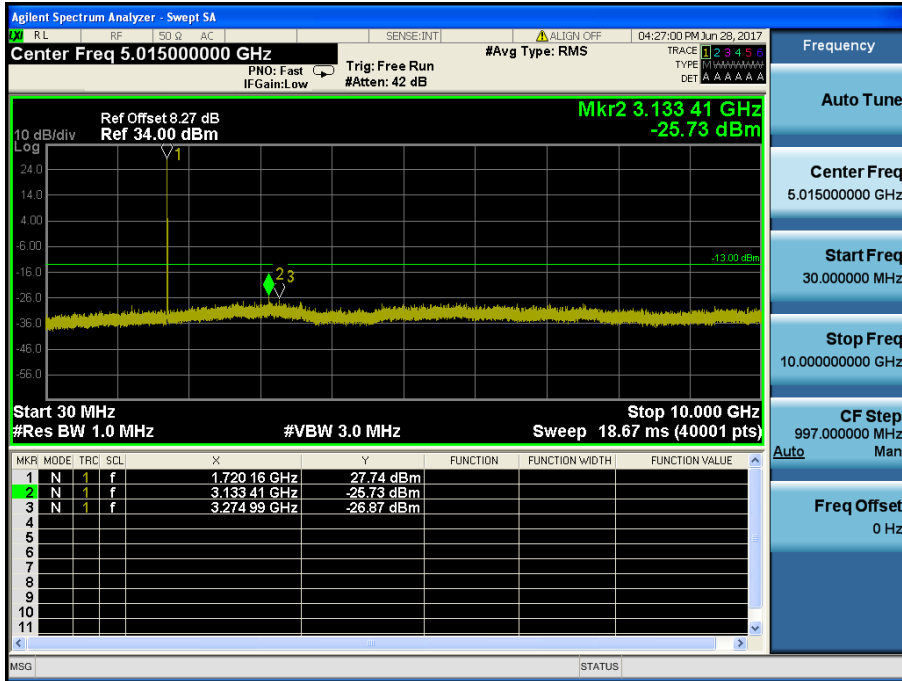 Agilent Spectrum Analyzer - Swept SA
LXI RL RF 50 Ω AC SENSE:INT ALIGN OFF 04:27:00 PM Jun 28, 2017
Center Freq 5.015000000 GHz #Avg Type: RMS TRACE 1 2 3 4 5 6
PNO: Fast Trig: Free Run TYPE M WWWWW
IFGain:Low #Atten: 42 dB DET A A A A A A
Mkr2 3.133 41 GHz
Ref Offset 8.27 dB
10 dB/div Ref 34.00 dBm -25.73 dBm
Log
1
24.0
14.0
4.00
-6.00
-13.00 dBm
-16.0
2 3
-26.0
-36.0
-46.0
-56.0
Start 30 MHz Stop 10.000 GHz
#Res BW 1.0 MHz #VBW 3.0 MHz Sweep 18.67 ms (40001 pts)
MKR MODE TRC SCL X Y FUNCTION FUNCTION WIDTH FUNCTION VALUE
1 N 1 f 1.720 16 GHz 27.74 dBm
2 N 1 f 3.133 41 GHz -25.73 dBm
3 N 1 f 3.274 99 GHz -26.87 dBm
4
5
6
7
8
9
10
11
MSG STATUS
Frequency
Auto Tune
Center Freq
5.015000000 GHz
Start Freq
30.000000 MHz
Stop Freq
10.000000000 GHz
CF Step
997.000000 MHz
Auto Man
Freq Offset
0 Hz